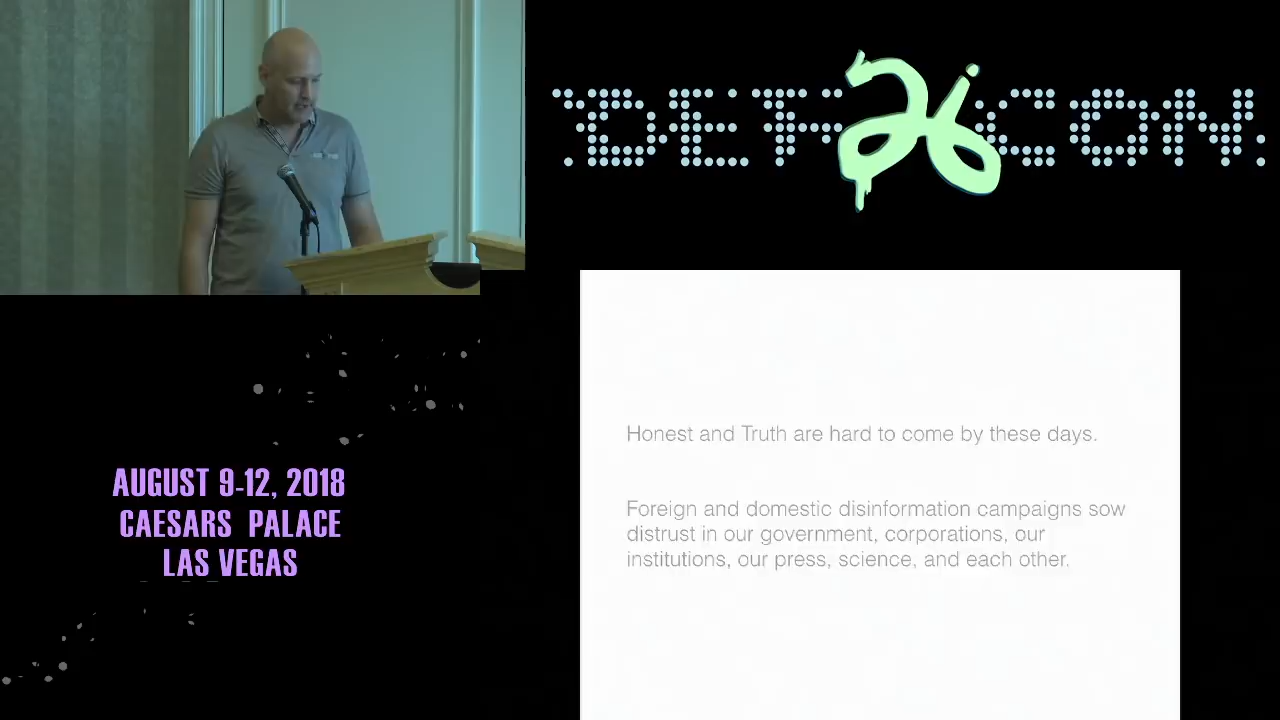 DEF 26 CON
Honest and Truth are hard to come by these days.
Foreign and domestic disinformation campaigns sow
distrust in our government, corporations, our
institutions, our press, science, and each other.
AUGUST 9-12, 2018
CAESARS PALACE
LAS VEGAS